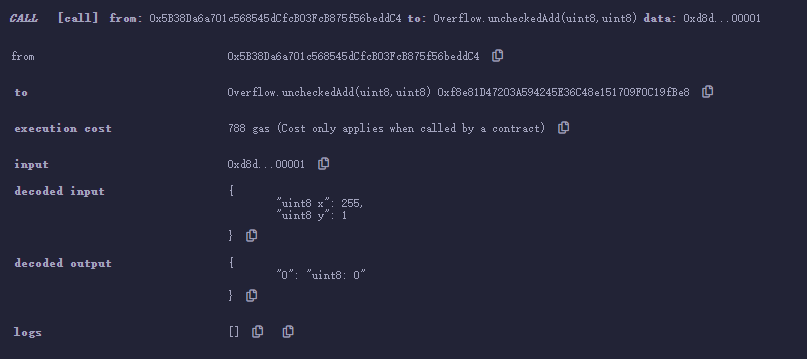 CALL [call] from: 0x5B38Da6a701c568545dCfcB03FcB875f56beddC4 to: Overflow.uncheckedAdd(uint8,uint8) data: 0xd8d...00001
from 0x5B38Da6a701c568545dCfcB03FcB875f56beddC4
to Overflow.uncheckedAdd(uint8,uint8) 0xf8e81D47203A594245E36C48e151709F0C19fBe8
execution cost 788 gas (Cost only applies when called by a contract)
input 0xd8d...00001
decoded input {
"uint8 x": 255,
"uint8 y": 1
}
decoded output {
"0": "uint8: 0"
}
logs []